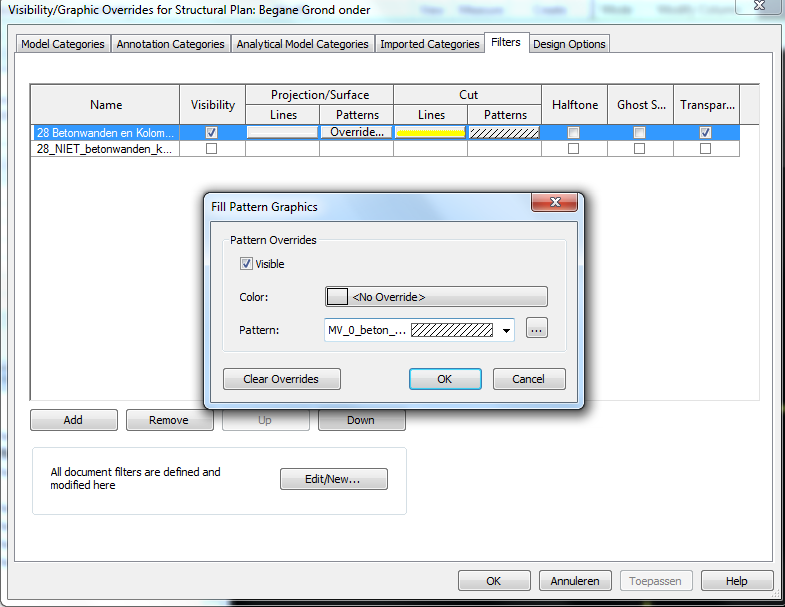 Visibility/Graphic Overrides for Structural Plan: Begane Grond onder
Model Categories Annotation Categories Analytical Model Categories Imported Categories Filters Design Options
Name Visibility Projection/Surface Cut Halftone Ghost S... Transpar...
Lines Patterns Lines Patterns
28 Betonwanden en Kolom... Override...
28_NIET_betonwanden_k...
Fill Pattern Graphics
Pattern Overrides
Visible
Color: <No Override>
Pattern: MV_0_beton_... ...
Clear Overrides OK Cancel
Add Remove Up Down
All document filters are defined and
modified here
Edit/New...
OK Annuleren Toepassen Help